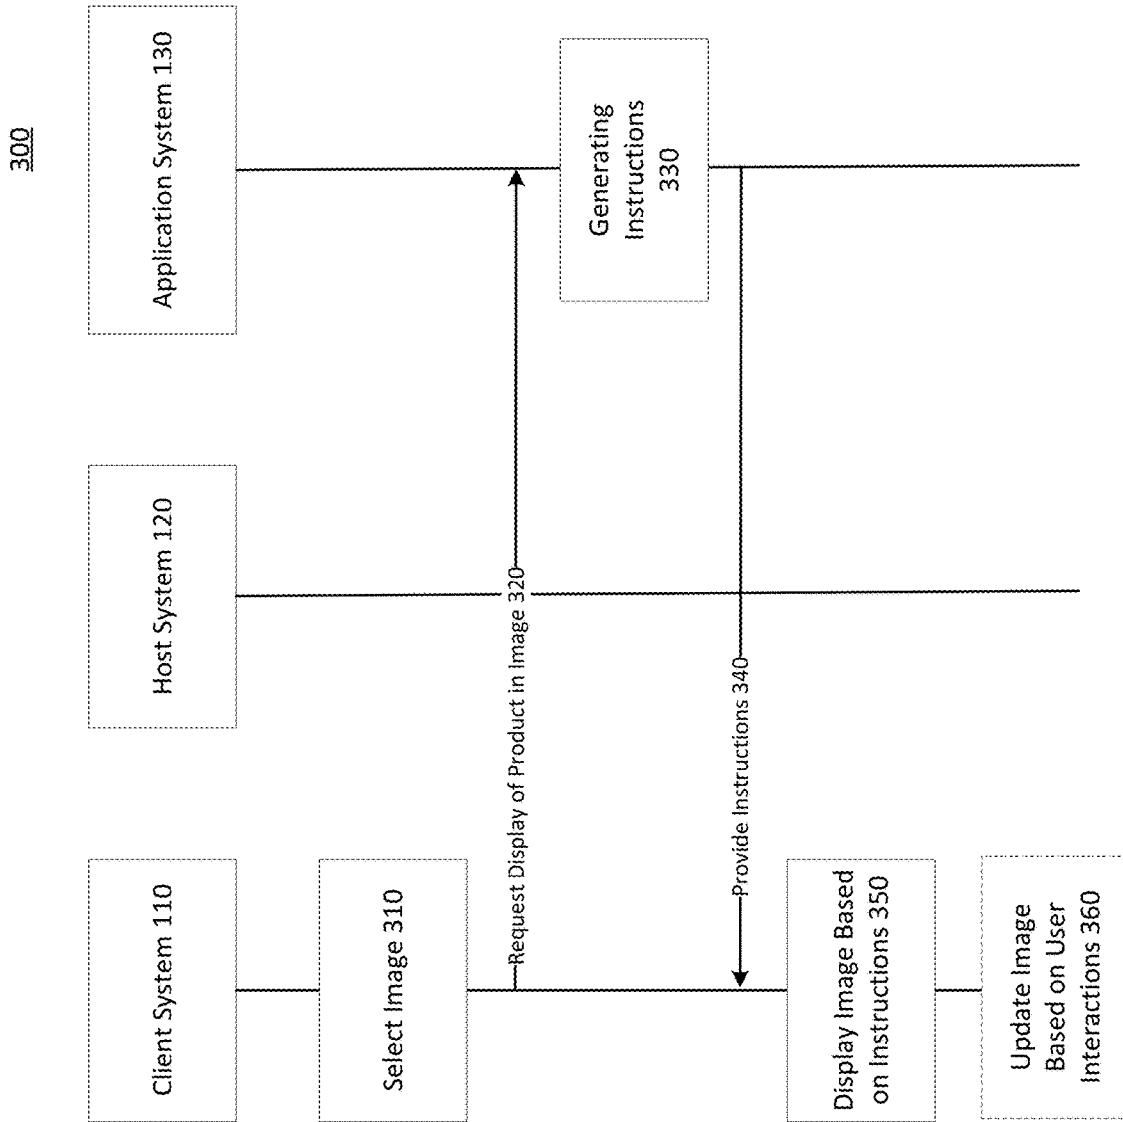 300
Client System 110
Host System 120
Application System 130
Select Image 310
Request Display of Product in Image 320
Generating
Instructions
330
Provide Instructions 340
Display Image Based
on Instructions 350
Update Image
Based on User
Interactions 360